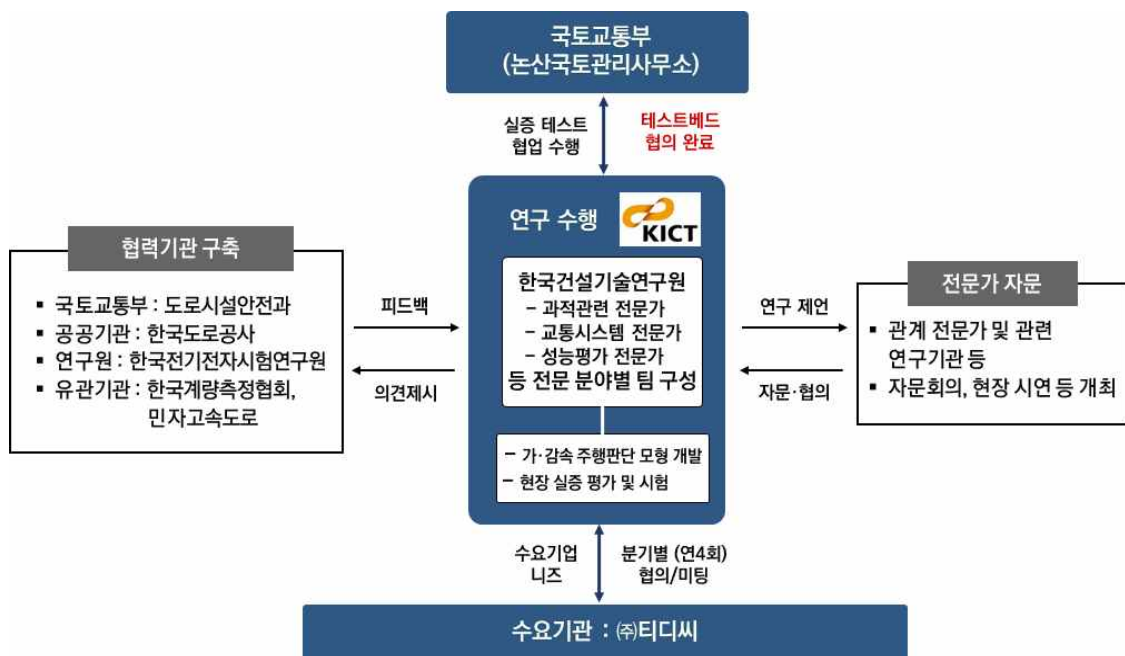 국토교통부
(논산국토관리사무소)
실증 테스트
협업 수행
테스트베드
협의 완료
연구 수행
KICT
한국건설기술연구원
– 과적관련 전문가
– 교통시스템 전문가
– 성능평가 전문가
등 전문 분야별 팀 구성
– 가·감속 주행판단 모형 개발
– 현장 실증 평가 및 시험
협력기관 구축
▪ 국토교통부 : 도로시설안전과
▪ 공공기관 : 한국도로공사
▪ 연구원 : 한국전기전자시험연구원
▪ 유관기관 : 한국계량측정협회,
민자고속도로
피드백
의견제시
연구 제언
자문·협의
전문가 자문
▪ 관계 전문가 및 관련
연구기관 등
▪ 자문회의, 현장 시연 등 개최
수요기업
니즈
분기별 (연4회)
협의/미팅
수요기관 : ㈜티디씨